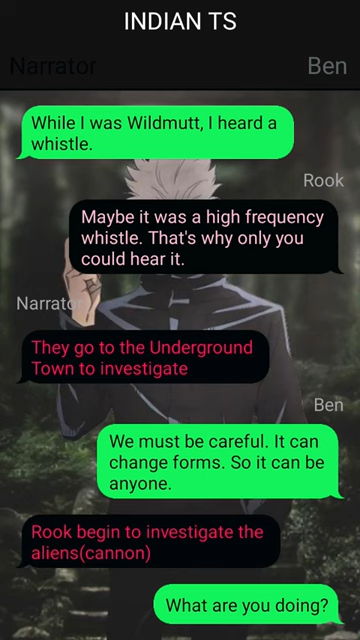 INDIAN TS
Narrator
Ben
While I was Wildmutt, I heard a
whistle.
Rook
Maybe it was a high frequency
whistle. That's why only you
could hear it.
Narrator
They go to the Underground
Town to investigate
Ben
We must be careful. It can
change forms. So it can be
anyone.
Rook begin to investigate the
aliens(cannon)
What are you doing?